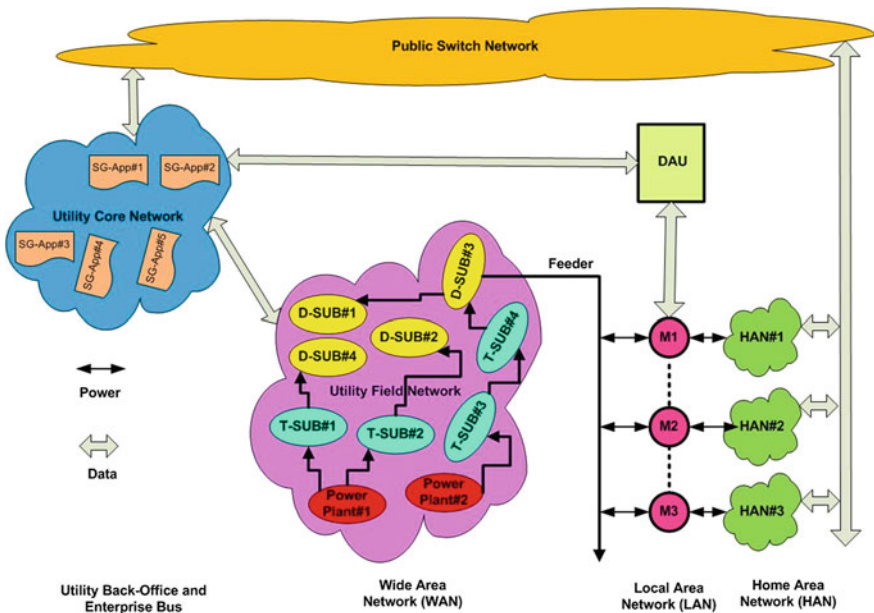 Public Switch Network
SG-App#1
SG-App#2
Utility Core Network
SG-App#3
SG-App#4
SG-App#5
DAU
Feeder
D-SUB#3
D-SUB#1
D-SUB#2
D-SUB#4
T-SUB#4
Utility Field Network
T-SUB#1
T-SUB#2
T-SUB#3
Power
Plant#1
Power
Plant#2
M1
HAN#1
M2
HAN#2
M3
HAN#3
Power
Data
Utility Back-Office and
Enterprise Bus
Wide Area
Network (WAN)
Local Area
Network (LAN)
Home Area
Network (HAN)